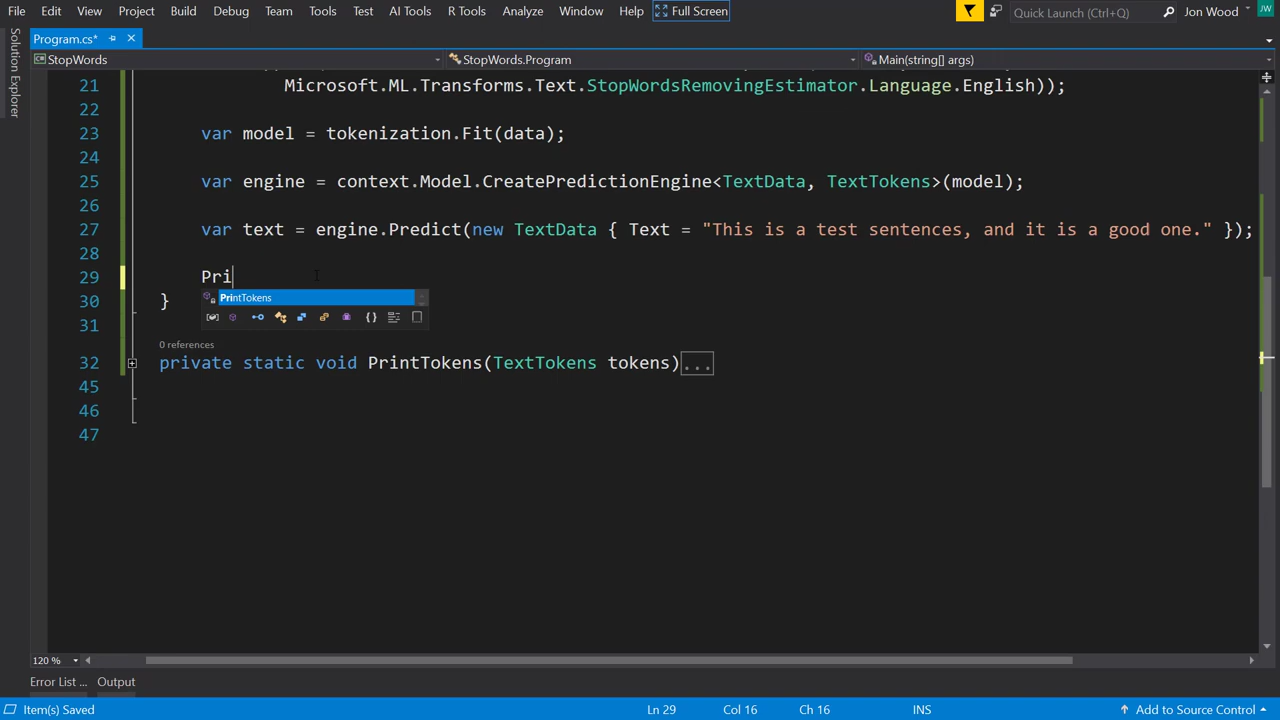 File Edit View Project Build Debug Team Tools Test AI Tools R Tools Analyze Window Help Full Screen Quick Launch (Ctrl+Q) Jon Wood JW
Program.cs*
StopWords StopWords.Program Main(string[] args)
Solution Explorer
21 Microsoft.ML.Transforms.Text.StopWordsRemovingEstimator.Language.English));
22
23 var model = tokenization.Fit(data);
24
25 var engine = context.Model.CreatePredictionEngine<TextData, TextTokens>(model);
26
27 var text = engine.Predict(new TextData { Text = "This is a test sentences, and it is a good one." });
28
29 Pri
PrintTokens
30 }
31
0 references
32 private static void PrintTokens(TextTokens tokens)...
45
46
47
120 %
Error List ... Output
Item(s) Saved Ln 29 Col 16 Ch 16 INS Add to Source Control